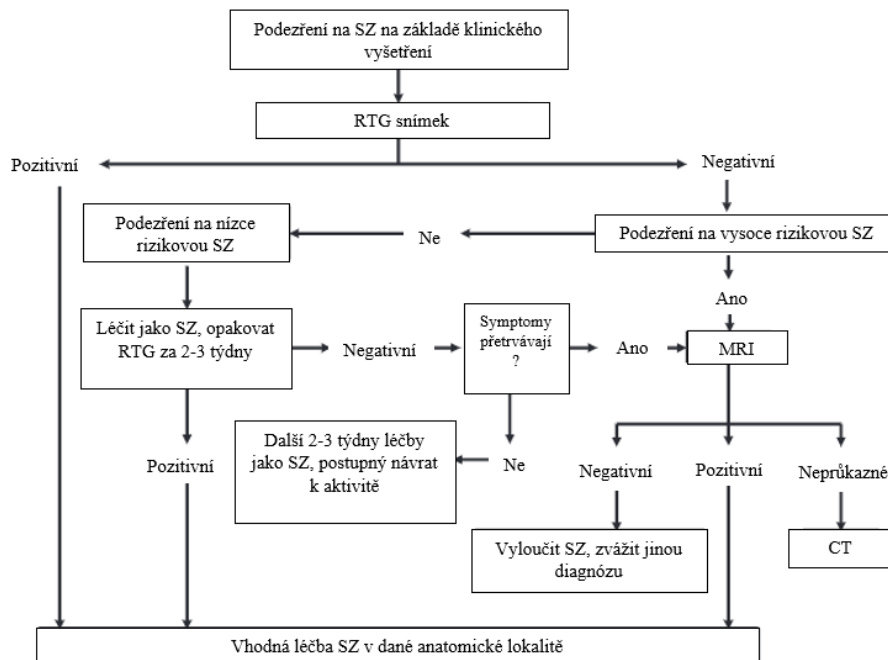 Podezření na SZ na základě klinického
vyšetření
RTG snímek
Pozitivní
Negativní
Podezření na nízce
rizikovou SZ
Ne
Podezření na vysoce rizikovou SZ
Ano
Léčit jako SZ, opakovat
RTG za 2-3 týdny
Negativní
Symptomy
přetrvávají
?
Ano
MRI
Pozitivní
Další 2-3 týdny léčby
jako SZ, postupný návrat
k aktivitě
Ne
Negativní
Pozitivní
Neprůkazné
Vyloučit SZ, zvážit jinou
diagnózu
CT
Vhodná léčba SZ v dané anatomické lokalitě